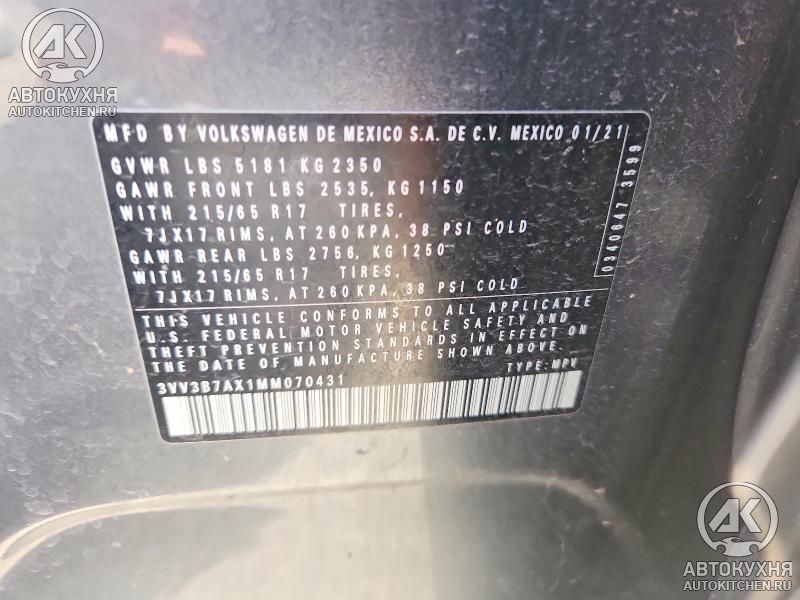 AK
АВТОКУХНЯ
AUTOKITCHEN.RU
MFD BY VOLKSWAGEN DE MEXICO S.A. DE C.V. MEXICO 01/21
GVWR LBS 5181 KG 2350
GAWR FRONT LBS 2535, KG 1150
WITH 215/65 R17 TIRES,
7JX17 RIMS, AT 260 KPA, 38 PSI COLD
GAWR REAR LBS 2756, KG 1250
WITH 215/65 R17 TIRES,
7JX17 RIMS, AT 260 KPA, 38 PSI COLD
THIS VEHICLE CONFORMS TO ALL APPLICABLE
U.S. FEDERAL MOTOR VEHICLE SAFETY AND
THEFT PREVENTION STANDARDS IN EFFECT ON
THE DATE OF MANUFACTURE SHOWN ABOVE.
3VV3B7AX1MM070431 TYPE: MPV
0340647 3599
AK
АВТОКУХНЯ
AUTOKITCHEN.RU